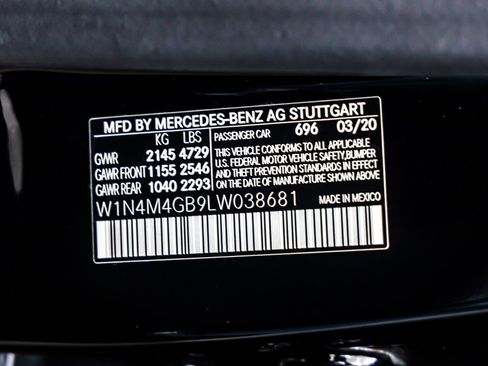 MFD BY MERCEDES-BENZ AG STUTTGART
KG LBS
GVWR 2145 4729
GAWR FRONT 1155 2546
GAWR REAR 1040 2293
PASSENGER CAR 696 03/20
THIS VEHICLE CONFORMS TO ALL APPLICABLE
U.S. FEDERAL MOTOR VEHICLE SAFETY, BUMPER,
AND THEFT PREVENTION STANDARDS IN EFFECT
ON THE DATE OF MANUFACTURE SHOWN ABOVE.
W1N4M4GB9LW038681 MADE IN MEXICO